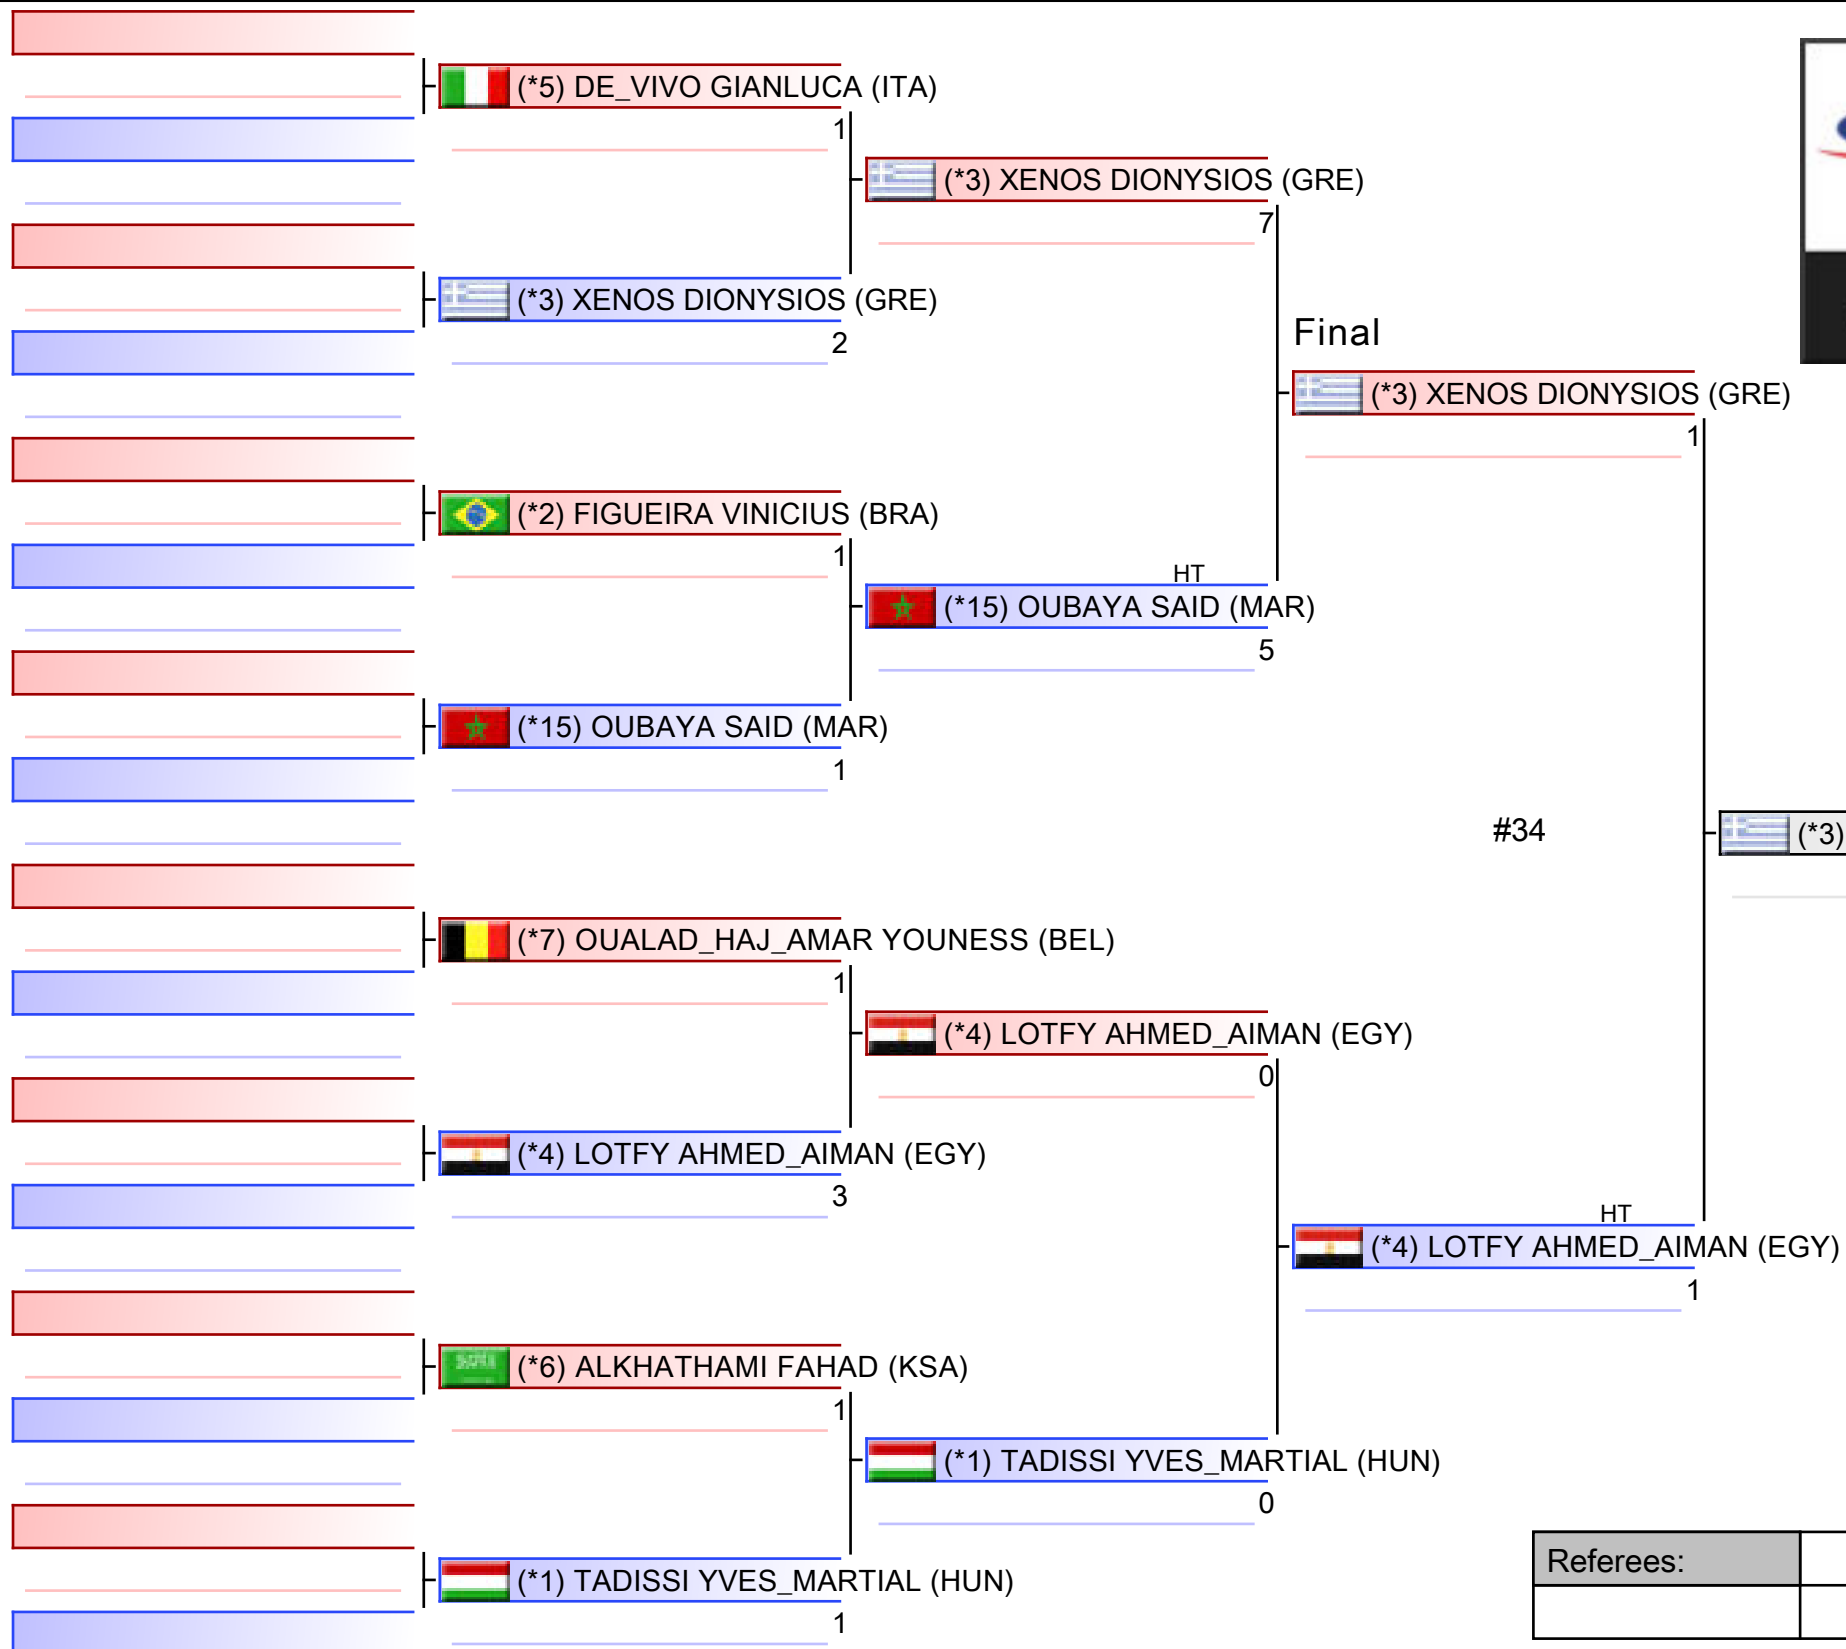 (*5) DE_VIVO GIANLUCA (ITA)
1
(*3) XENOS DIONYSIOS (GRE)
7
(*3) XENOS DIONYSIOS (GRE)
2
Final
(*3) XENOS DIONYSIOS (GRE)
1
(*2) FIGUEIRA VINICIUS (BRA)
1
HT
(*15) OUBAYA SAID (MAR)
5
(*15) OUBAYA SAID (MAR)
1
#34
(*3)
(*7) OUALAD_HAJ_AMAR YOUNESS (BEL)
1
(*4) LOTFY AHMED_AIMAN (EGY)
0
(*4) LOTFY AHMED_AIMAN (EGY)
3
HT
(*4) LOTFY AHMED_AIMAN (EGY)
1
(*6) ALKHATHAMI FAHAD (KSA)
1
(*1) TADISSI YVES_MARTIAL (HUN)
0
(*1) TADISSI YVES_MARTIAL (HUN)
1
Referees: